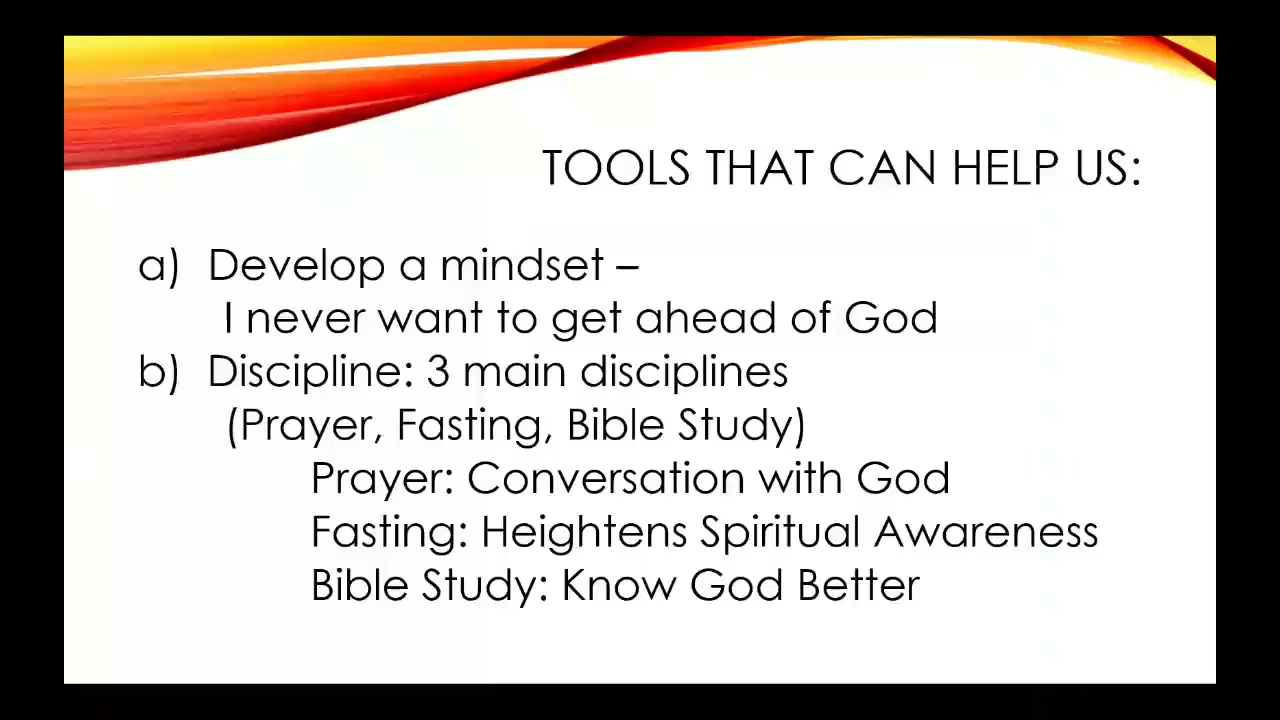 TOOLS THAT CAN HELP US:
a) Develop a mindset –
I never want to get ahead of God
b) Discipline: 3 main disciplines
(Prayer, Fasting, Bible Study)
Prayer: Conversation with God
Fasting: Heightens Spiritual Awareness
Bible Study: Know God Better